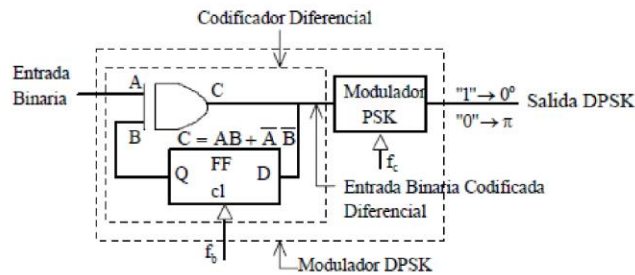 Codificador Diferencial
Entrada
Binaria
A
B
C
C = AB + A̅ B̅
Q
FF
D
c1
f_b
Modulador
PSK
f_c
"1"→ 0º
"0"→ π
Salida DPSK
Entrada Binaria Codificada
Diferencial
Modulador DPSK